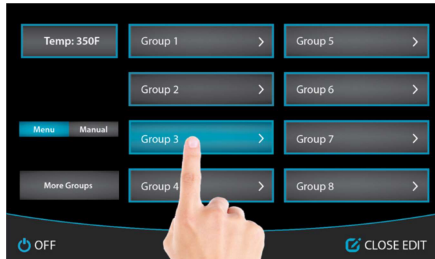 Temp: 350F
Group 1
Group 5
Group 2
Group 6
Menu
Manual
Group 3
Group 7
More Groups
Group 4
Group 8
OFF
CLOSE EDIT